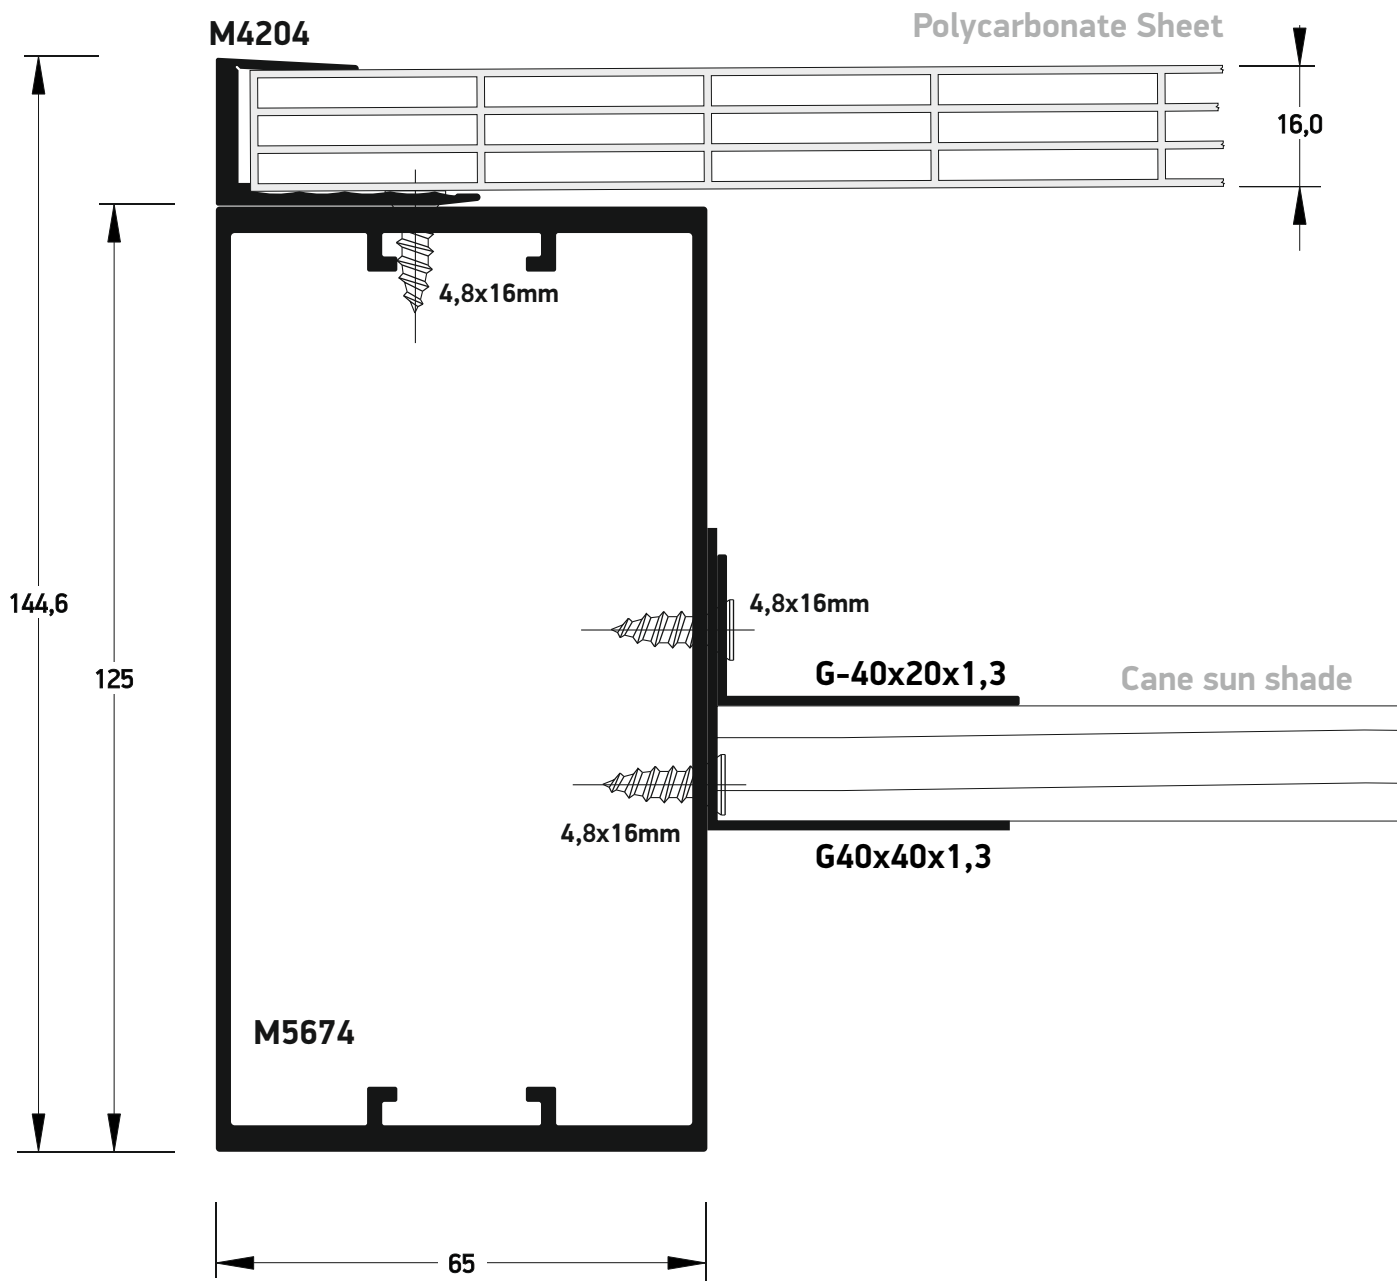 M4204
Polycarbonate Sheet
16,0
4,8x16mm
144,6
4,8x16mm
125
G-40x20x1,3
Cane sun shade
4,8x16mm
G40x40x1,3
M5674
65